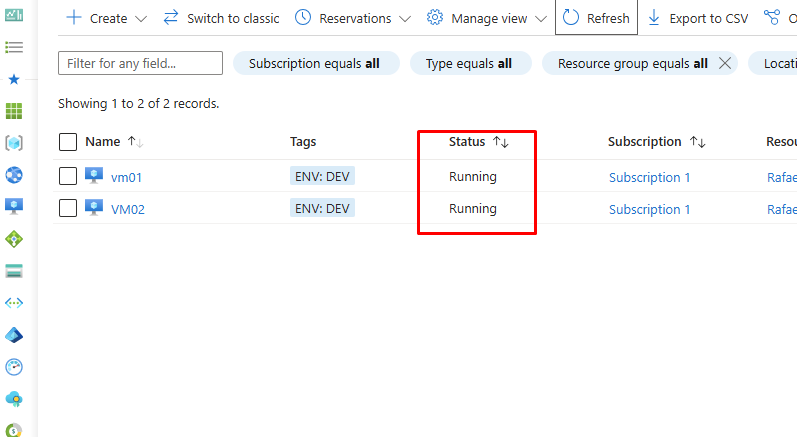 Create Switch to classic Reservations Manage view Refresh Export to CSV
Filter for any field... Subscription equals all Type equals all Resource group equals all Locati
Showing 1 to 2 of 2 records.
Name Tags Status Subscription Resou
vm01 ENV: DEV Running Subscription 1 Rafae
VM02 ENV: DEV Running Subscription 1 Rafae